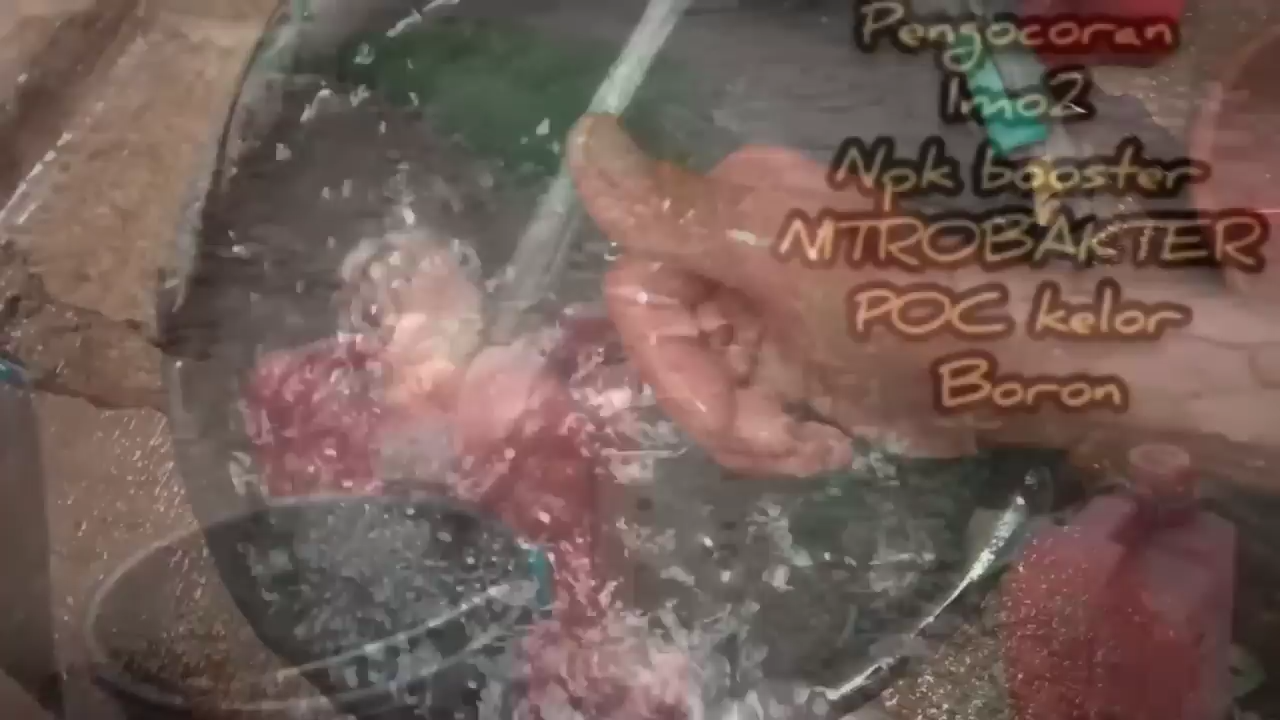 Pengocoran
Imo2
Npk booster
NITROBAKTER
POC kelor
Boron